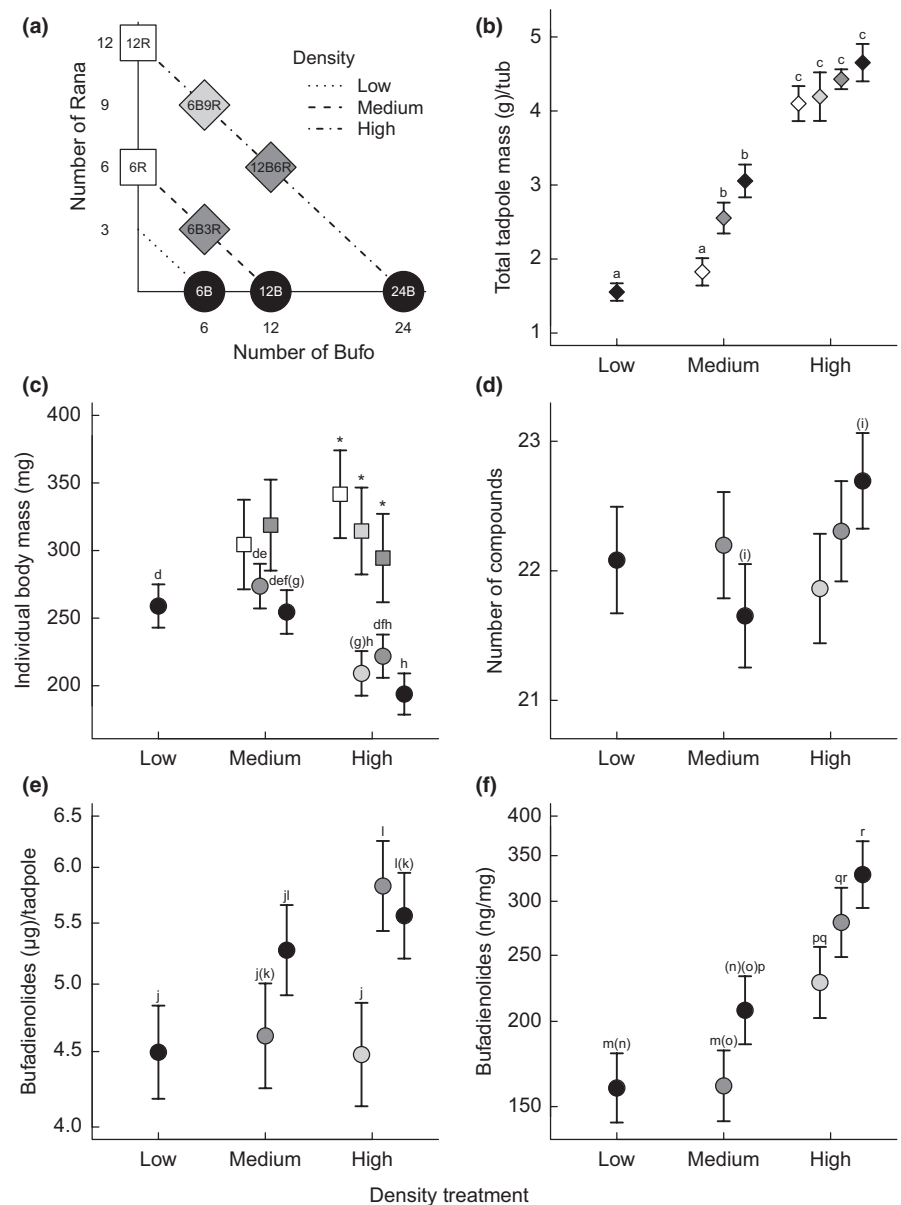 (a)
Number of Rana
12
9
6
3
12R
6B9R
6R
12B6R
6B3R
6B
12B
24B
6
12
24
Number of Bufo
Density
Low
Medium
High
(b)
Total tadpole mass (g)/tub
5
4
3
2
1
a
a
b
b
c
c
c
c
Low
Medium
High
(c)
Individual body mass (mg)
400
350
300
250
200
d
de
def(g)
*
*
*
(g)h
dfh
h
Low
Medium
High
(d)
Number of compounds
23
22
21
(i)
(i)
Low
Medium
High
(e)
Bufadienolides (µg)/tadpole
6.5
6.0
5.5
5.0
4.5
4.0
j
j(k)
jl
j
l
l(k)
Low
Medium
High
(f)
Bufadienolides (ng/mg)
400
350
300
250
200
150
m(n)
m(o)
(n)(o)p
pq
qr
r
Low
Medium
High
Density treatment